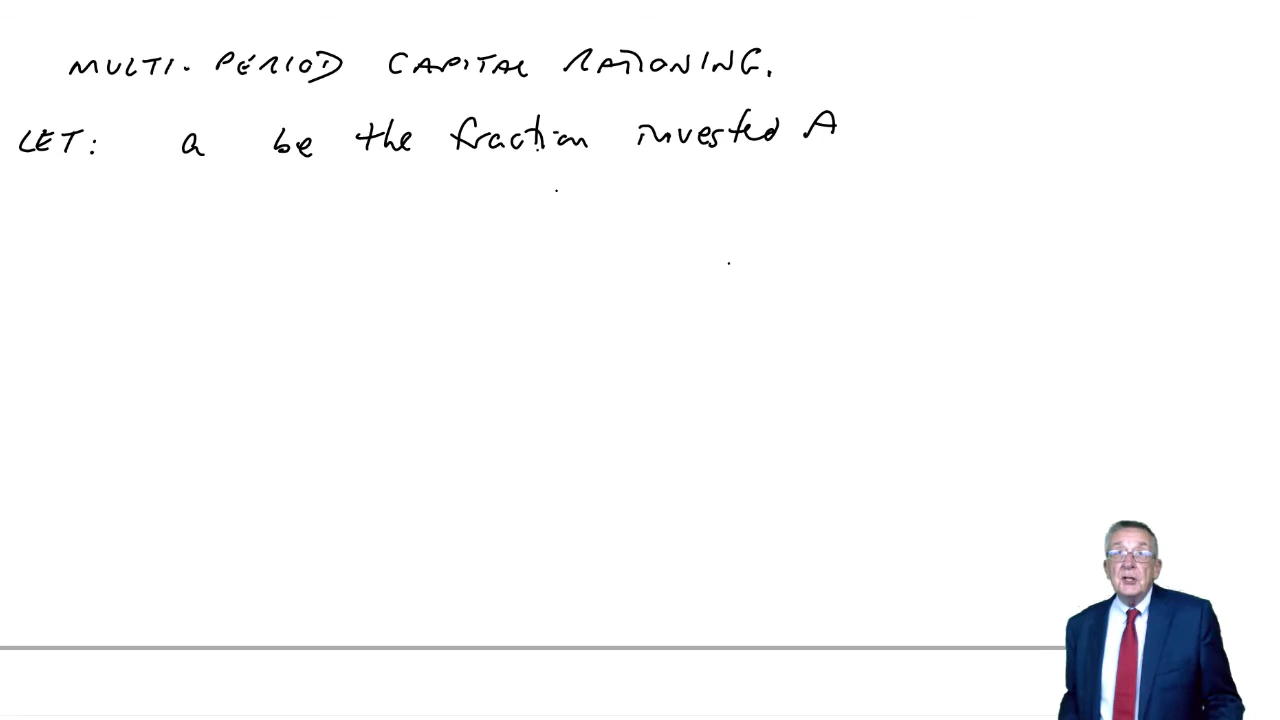 MULTI-PERIOD CAPITAL RATIONING.
LET: a be the fraction invested A